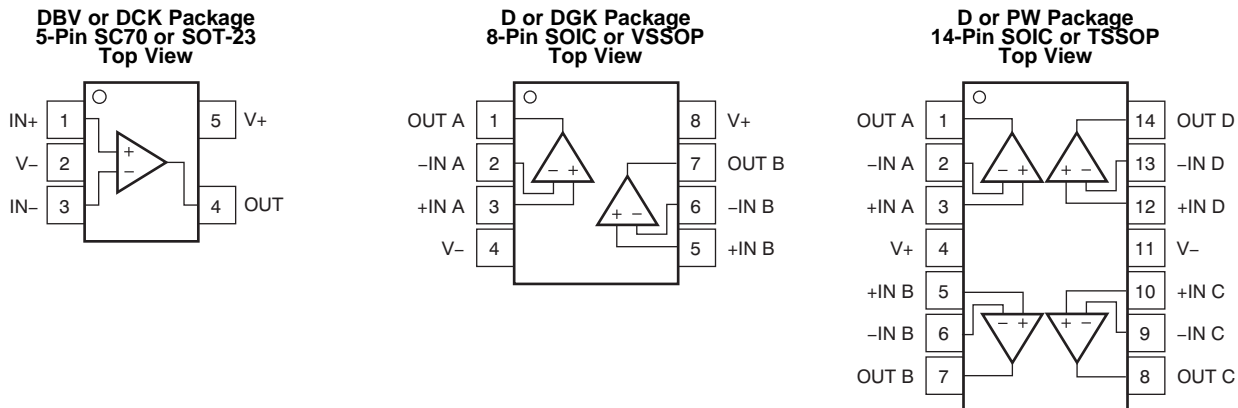 DBV or DCK Package
5-Pin SC70 or SOT-23
Top View
IN+ 1 5 V+
V− 2
IN− 3 4 OUT
+
−
D or DGK Package
8-Pin SOIC or VSSOP
Top View
OUT A 1 8 V+
−IN A 2 7 OUT B
+IN A 3 6 −IN B
V− 4 5 +IN B
− +
+ −
D or PW Package
14-Pin SOIC or TSSOP
Top View
OUT A 1 14 OUT D
−IN A 2 13 −IN D
+IN A 3 12 +IN D
V+ 4 11 V−
+IN B 5 10 +IN C
−IN B 6 9 −IN C
OUT B 7 8 OUT C
− + + −
− + + −